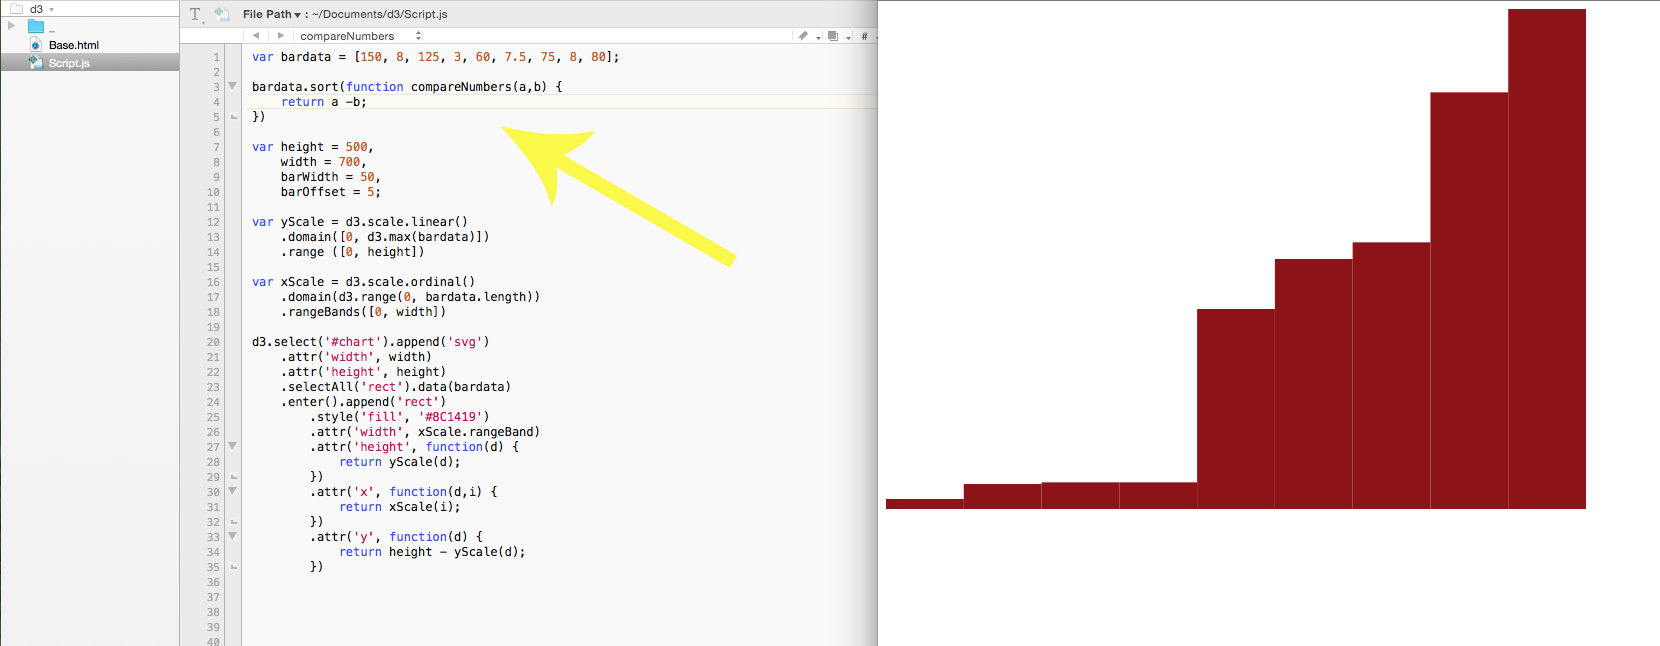 d3
_
Base.html
Script.js
T File Path : ~/Documents/d3/Script.js
compareNumbers
#
1 var bardata = [150, 8, 125, 3, 60, 7.5, 75, 8, 80];
2
3 bardata.sort(function compareNumbers(a,b) {
4 return a -b;
5 })
6
7 var height = 500,
8 width = 700,
9 barWidth = 50,
10 barOffset = 5;
11
12 var yScale = d3.scale.linear()
13 .domain([0, d3.max(bardata)])
14 .range ([0, height])
15
16 var xScale = d3.scale.ordinal()
17 .domain(d3.range(0, bardata.length))
18 .rangeBands([0, width])
19
20 d3.select('#chart').append('svg')
21 .attr('width', width)
22 .attr('height', height)
23 .selectAll('rect').data(bardata)
24 .enter().append('rect')
25 .style('fill', '#8C1419')
26 .attr('width', xScale.rangeBand)
27 .attr('height', function(d) {
28 return yScale(d);
29 })
30 .attr('x', function(d,i) {
31 return xScale(i);
32 })
33 .attr('y', function(d) {
34 return height - yScale(d);
35 })
36
37
38
39
40